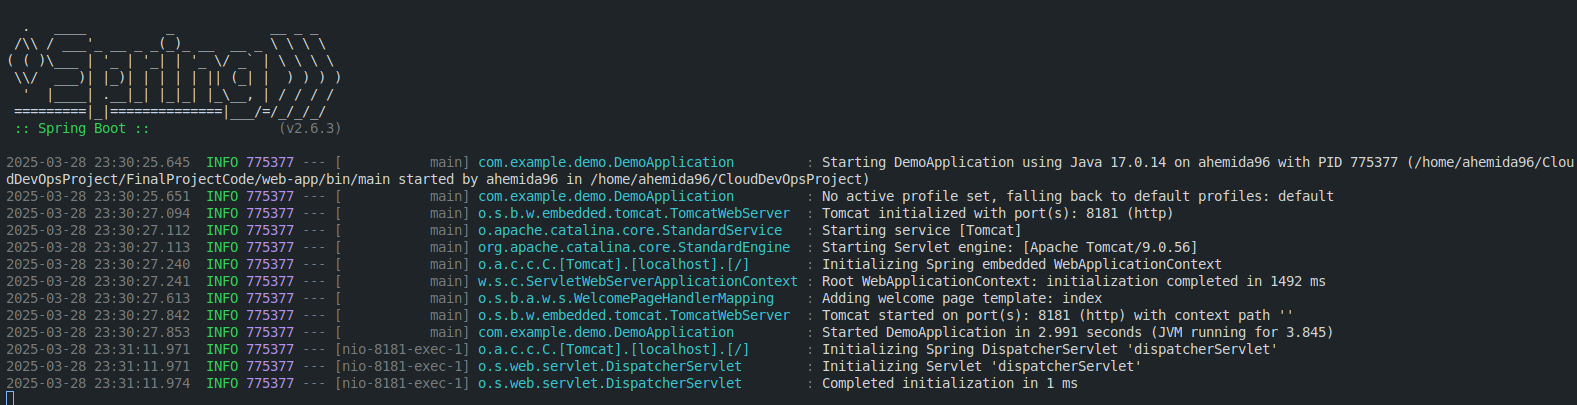 .   ____          _            __ _ _
 /\\ / ___'_ __ _ _(_)_ __  __ _ \ \ \ \
( ( )\___ | '_ | '_| | '_ \/ _` | \ \ \ \
 \\/  ___)| |_)| | | | | || (_| |  ) ) ) )
  '  |____| .__|_| |_|_| |_\__, | / / / /
 =========|_|==============|___/=/_/_/_/
 :: Spring Boot ::                (v2.6.3)
2025-03-28 23:30:25.645  INFO 775377 --- [           main] com.example.demo.DemoApplication         : Starting DemoApplication using Java 17.0.14 on ahemida96 with PID 775377 (/home/ahemida96/Clou
dDevOpsProject/FinalProjectCode/web-app/bin/main started by ahemida96 in /home/ahemida96/CloudDevOpsProject)
2025-03-28 23:30:25.651  INFO 775377 --- [           main] com.example.demo.DemoApplication         : No active profile set, falling back to default profiles: default
2025-03-28 23:30:27.094  INFO 775377 --- [           main] o.s.b.w.embedded.tomcat.TomcatWebServer  : Tomcat initialized with port(s): 8181 (http)
2025-03-28 23:30:27.112  INFO 775377 --- [           main] o.apache.catalina.core.StandardService   : Starting service [Tomcat]
2025-03-28 23:30:27.113  INFO 775377 --- [           main] org.apache.catalina.core.StandardEngine  : Starting Servlet engine: [Apache Tomcat/9.0.56]
2025-03-28 23:30:27.240  INFO 775377 --- [           main] o.a.c.c.C.[Tomcat].[localhost].[/]       : Initializing Spring embedded WebApplicationContext
2025-03-28 23:30:27.241  INFO 775377 --- [           main] w.s.c.ServletWebServerApplicationContext : Root WebApplicationContext: initialization completed in 1492 ms
2025-03-28 23:30:27.613  INFO 775377 --- [           main] o.s.b.a.w.s.WelcomePageHandlerMapping    : Adding welcome page template: index
2025-03-28 23:30:27.842  INFO 775377 --- [           main] o.s.b.w.embedded.tomcat.TomcatWebServer  : Tomcat started on port(s): 8181 (http) with context path ''
2025-03-28 23:30:27.853  INFO 775377 --- [           main] com.example.demo.DemoApplication         : Started DemoApplication in 2.991 seconds (JVM running for 3.845)
2025-03-28 23:31:11.971  INFO 775377 --- [nio-8181-exec-1] o.a.c.c.C.[Tomcat].[localhost].[/]       : Initializing Spring DispatcherServlet 'dispatcherServlet'
2025-03-28 23:31:11.971  INFO 775377 --- [nio-8181-exec-1] o.s.web.servlet.DispatcherServlet        : Initializing Servlet 'dispatcherServlet'
2025-03-28 23:31:11.974  INFO 775377 --- [nio-8181-exec-1] o.s.web.servlet.DispatcherServlet        : Completed initialization in 1 ms